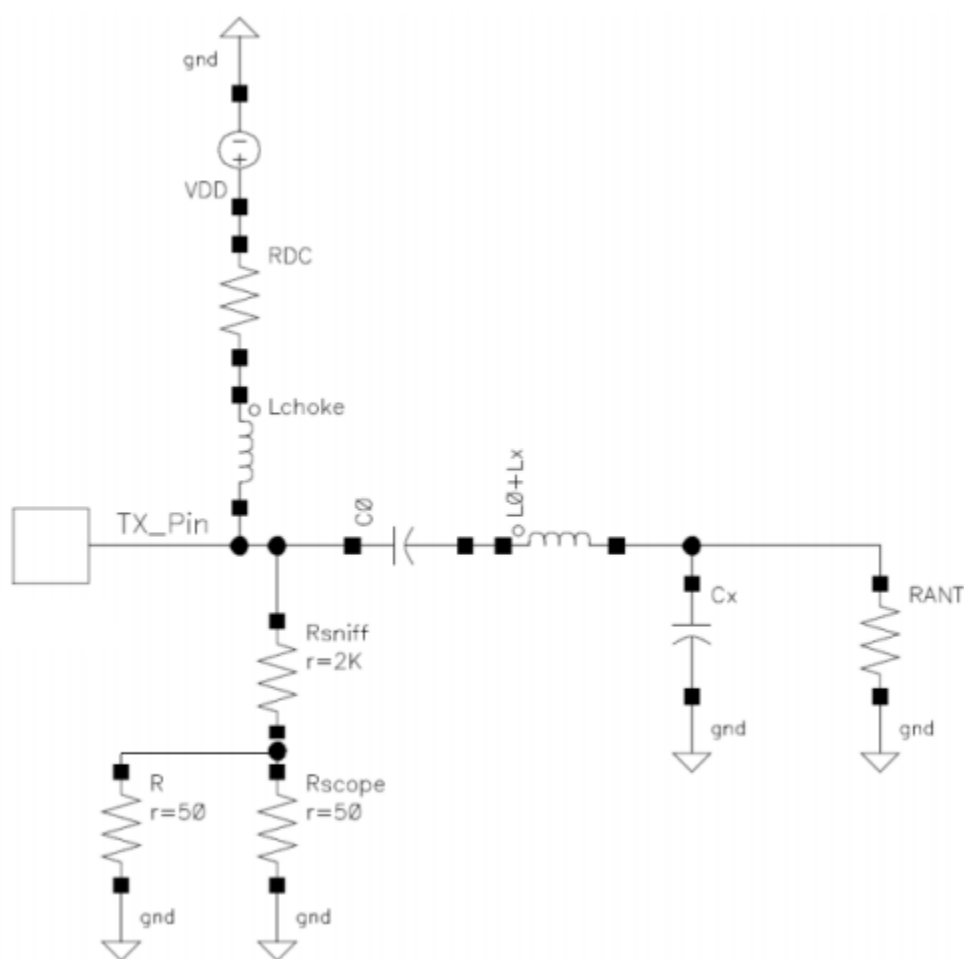 gnd
VDD
RDC
Lchoke
TX_Pin
C0
L0+Lx
Cx
RANT
Rsniff
r=2K
gnd
gnd
R
r=50
Rscope
r=50
gnd
gnd